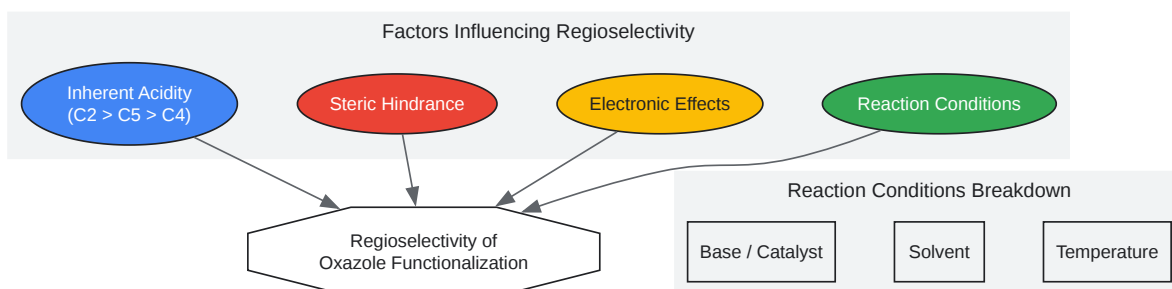 Factors Influencing Regioselectivity
Inherent Acidity
(C2 > C5 > C4)
Steric Hindrance
Electronic Effects
Reaction Conditions
Reaction Conditions Breakdown
Regioselectivity of
Oxazole Functionalization
Base / Catalyst
Solvent
Temperature